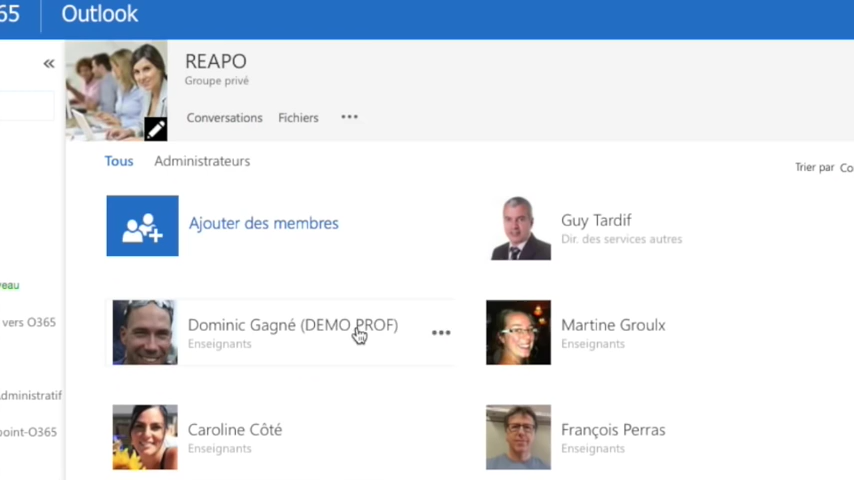 65 Outlook
REAPO
Groupe privé
Conversations Fichiers
Tous Administrateurs
Trier par Co
Ajouter des membres
Guy Tardif
Dir. des services autres
eau
vers O365
Dominic Gagné (DEMO PROF)
Enseignants
Martine Groulx
Enseignants
dministratif
point-O365
Caroline Côté
Enseignants
François Perras
Enseignants